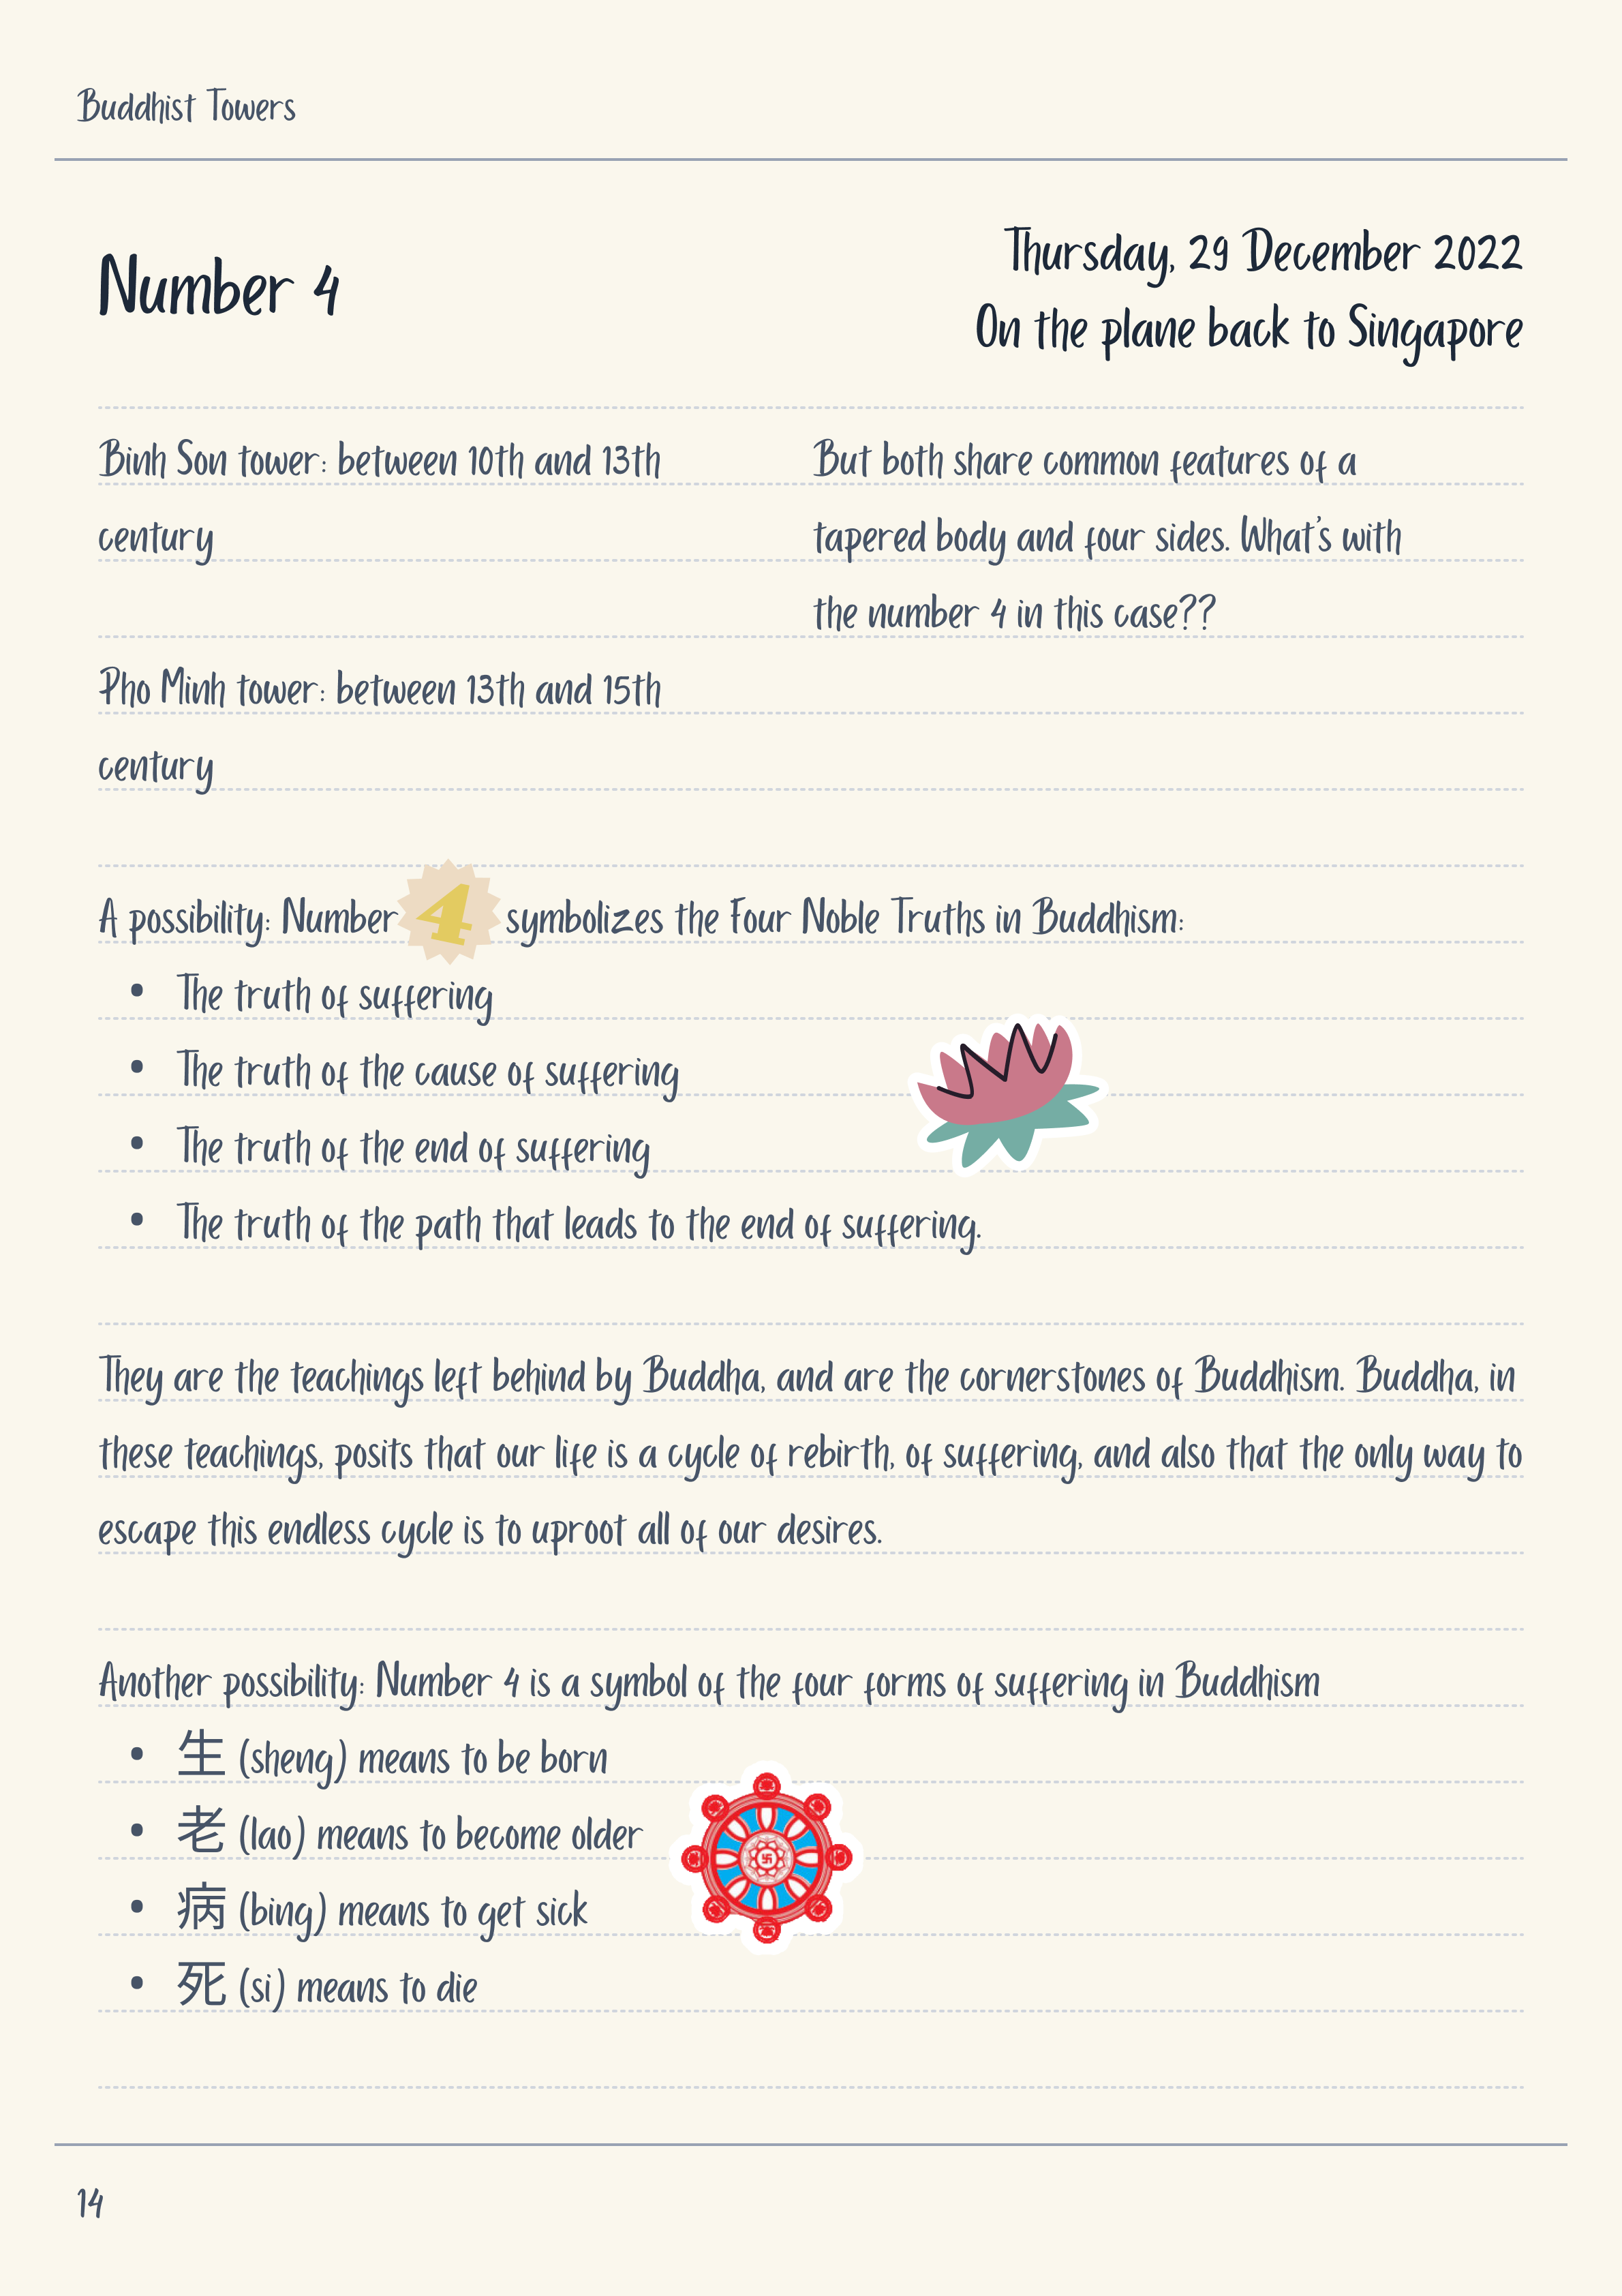 Buddhist Towers
Number 4
Thursday, 29 December 2022
On the plane back to Singapore
Binh Son tower: between 10th and 13th
century
Pho Minh tower: between 13th and 15th
century
But both share common features of a
tapered body and four sides. What's with
the number 4 in this case??
A possibility: Number 4 symbolizes the Four Noble Truths in Buddhism:
• The truth of suffering
• The truth of the cause of suffering
• The truth of the end of suffering
• The truth of the path that leads to the end of suffering.
They are the teachings left behind by Buddha, and are the cornerstones of Buddhism. Buddha, in
these teachings, posits that our life is a cycle of rebirth, of suffering, and also that the only way to
escape this endless cycle is to uproot all of our desires.
Another possibility: Number 4 is a symbol of the four forms of suffering in Buddhism
• 生 (sheng) means to be born
• 老 (lao) means to become older
• 病 (bing) means to get sick
• 死 (si) means to die
14